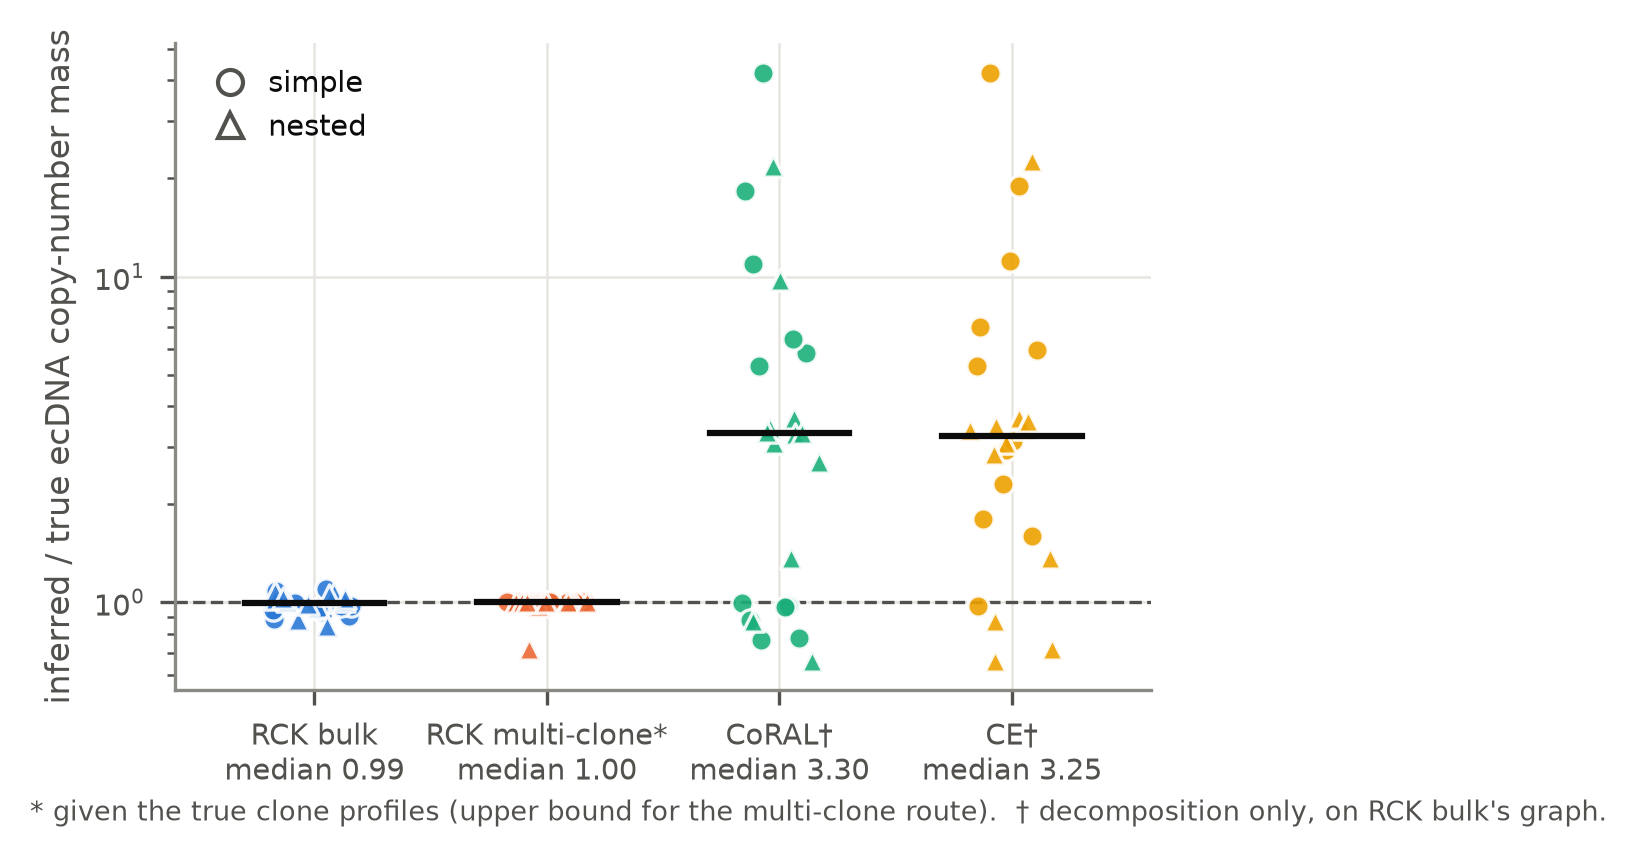 inferred / true ecDNA copy-number mass
simple
nested
10¹
10⁰
RCK bulk
median 0.99
RCK multi-clone*
median 1.00
CoRAL†
median 3.30
CE†
median 3.25
* given the true clone profiles (upper bound for the multi-clone route).  † decomposition only, on RCK bulk's graph.